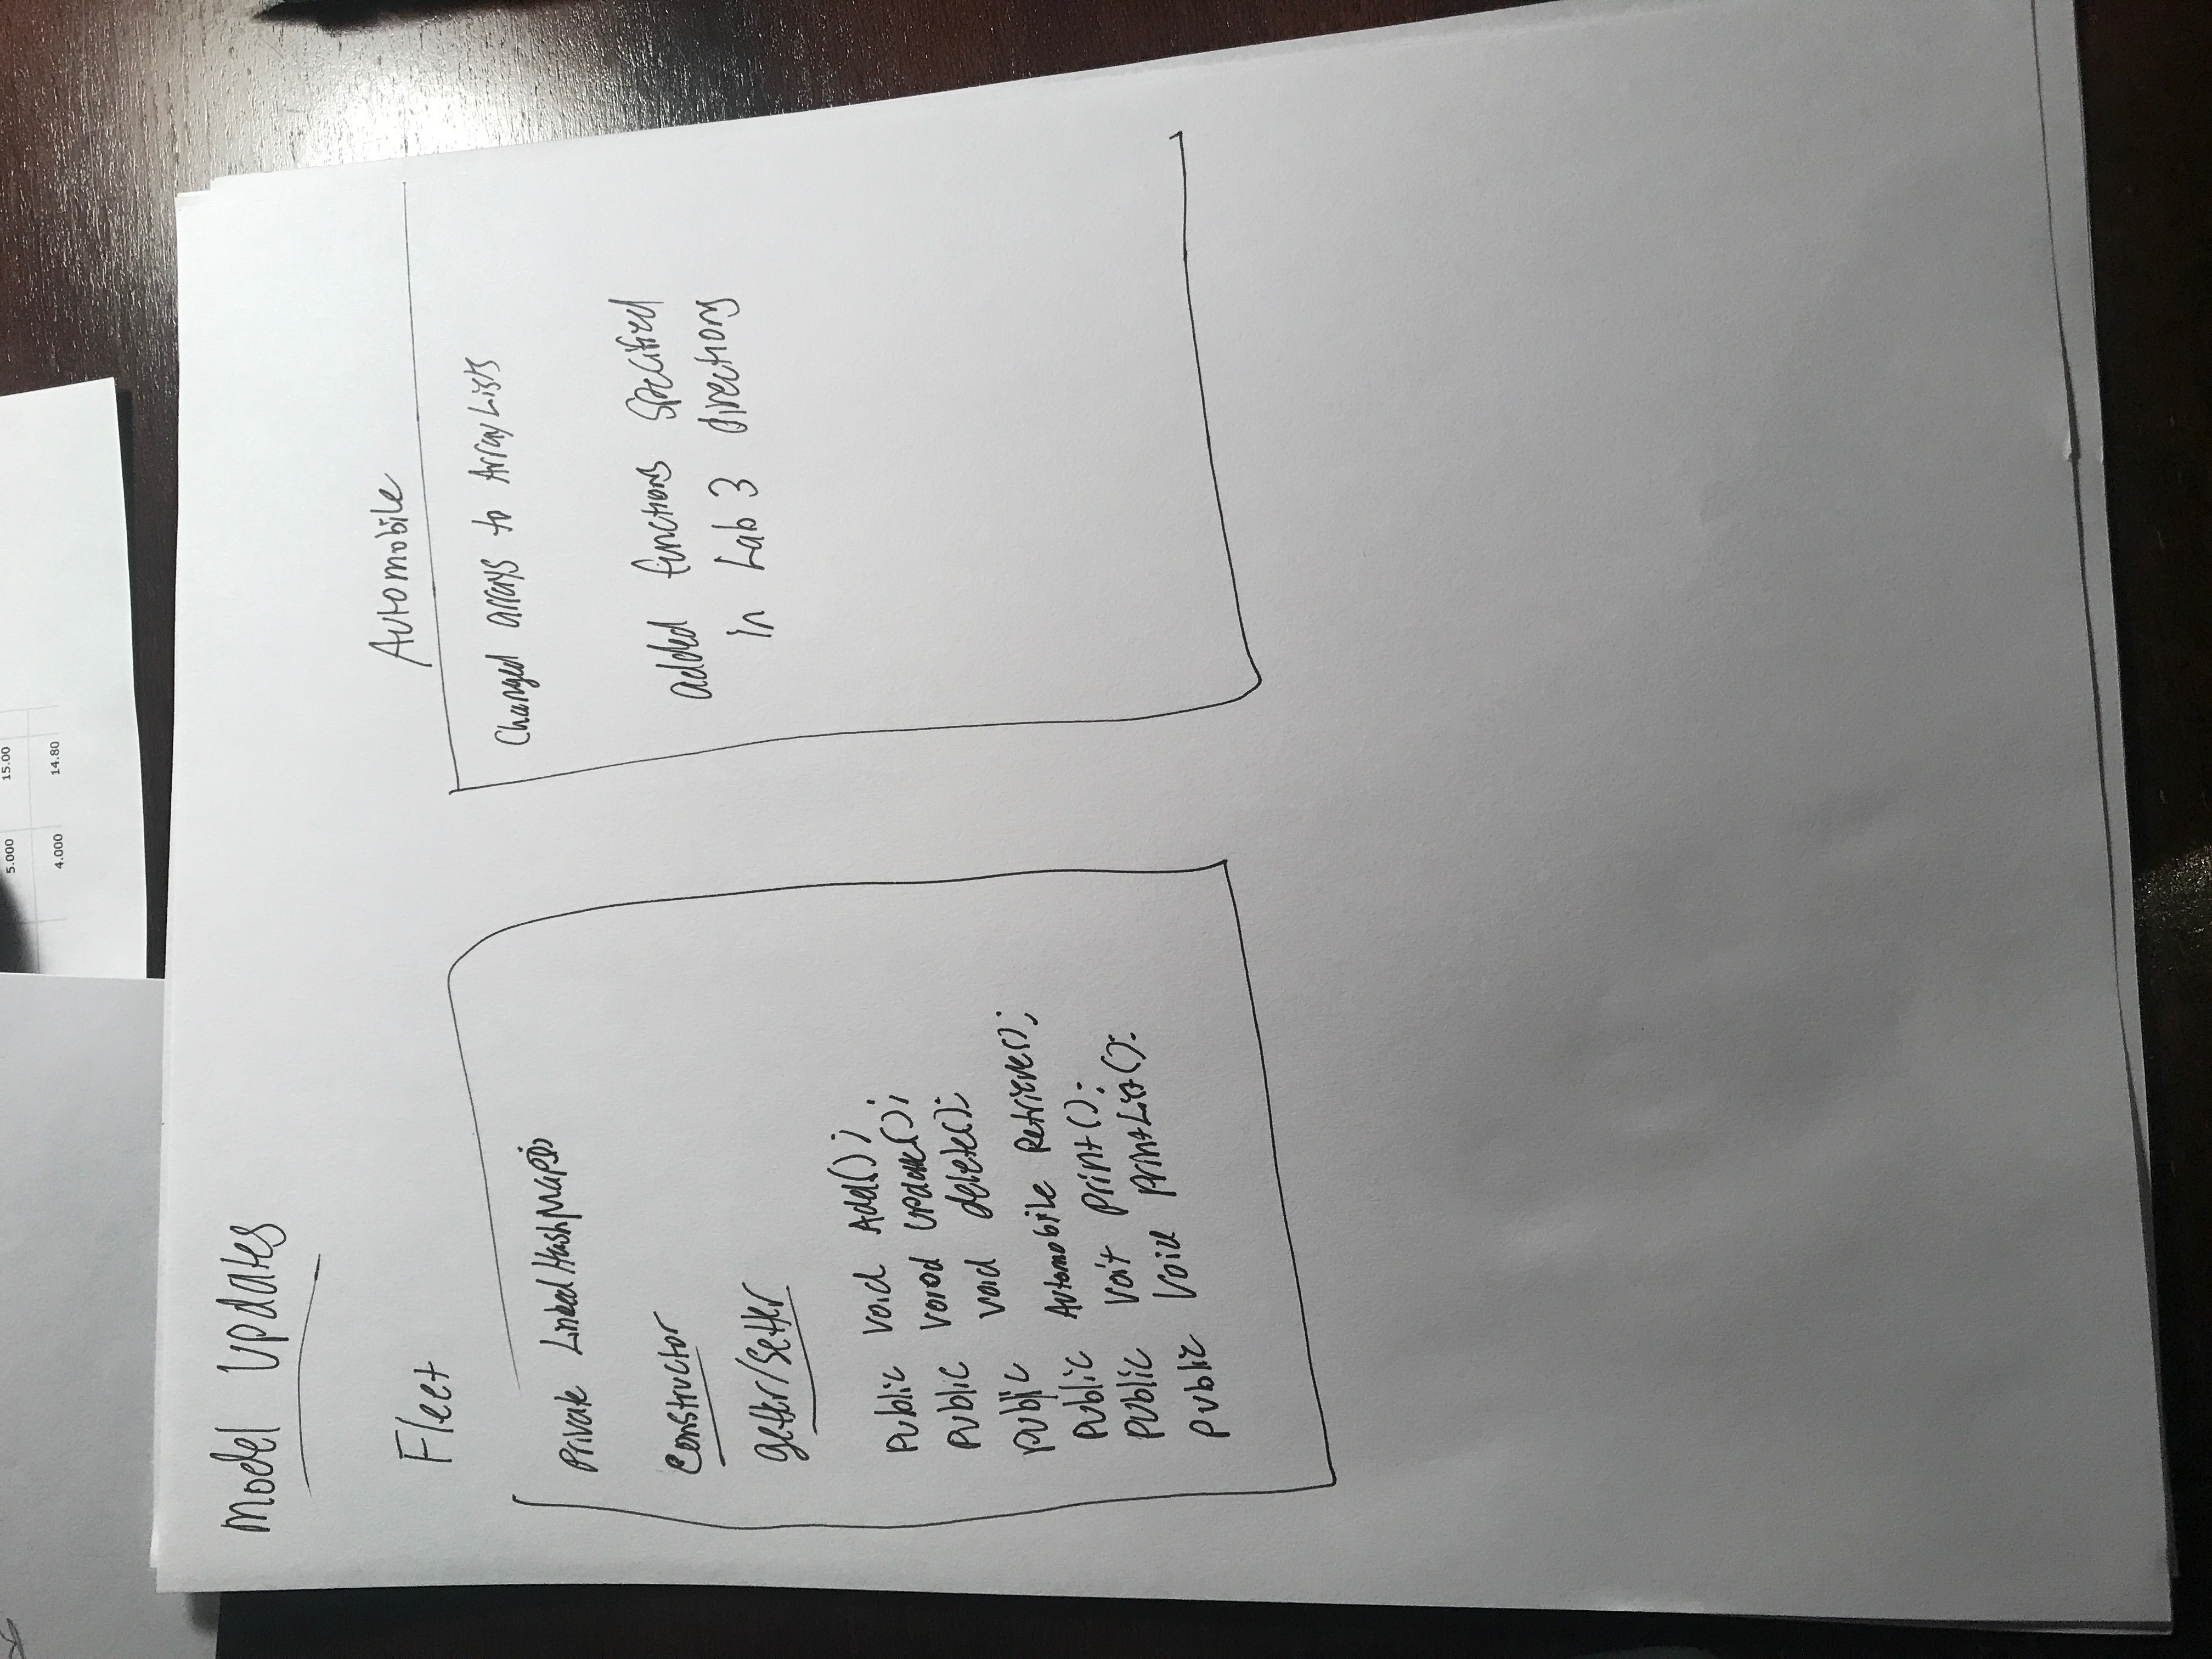 5.000 15.00
4.000 14.80
Model Updates
Fleet
Private LinkedHashMap
Constructor
getter/setter
Public void Add();
Public void Update();
Public void delete();
Public Automobile Retrieve();
Public Voit Print();
Public Void PrintList();
Automobile
Changed arrays to ArrayLists
added functions specified
in Lab 3 directions